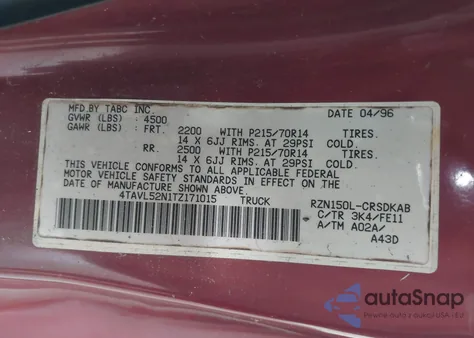 MFD.BY TABC INC. DATE 04/96
GVWR (LBS) 4500
GAWR (LBS) FRT. 2200 WITH P215/70R14 TIRES.
14 X 6JJ RIMS. AT 29PSI COLD.
RR. 2500 WITH P215/70R14 TIRES.
14 X 6JJ RIMS. AT 29PSI COLD.
THIS VEHICLE CONFORMS TO ALL APPLICABLE FEDERAL
MOTOR VEHICLE SAFETY STANDARDS IN EFFECT ON THE
DATE OF MANUFACTURE SHOWN ABOVE.
4TAVL52N1TZ171015 TRUCK RZN150L-CRSDKAB
C/TR 3K4/FE11
A/TM A02A/
A43D
autoSnap